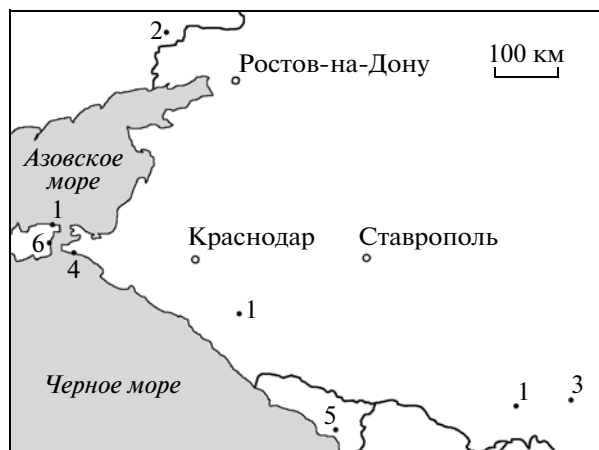 2
Ростов-на-Дону
100 км
Азовское
море
1
6
4
Краснодар
Ставрополь
1
Черное море
5
1
3